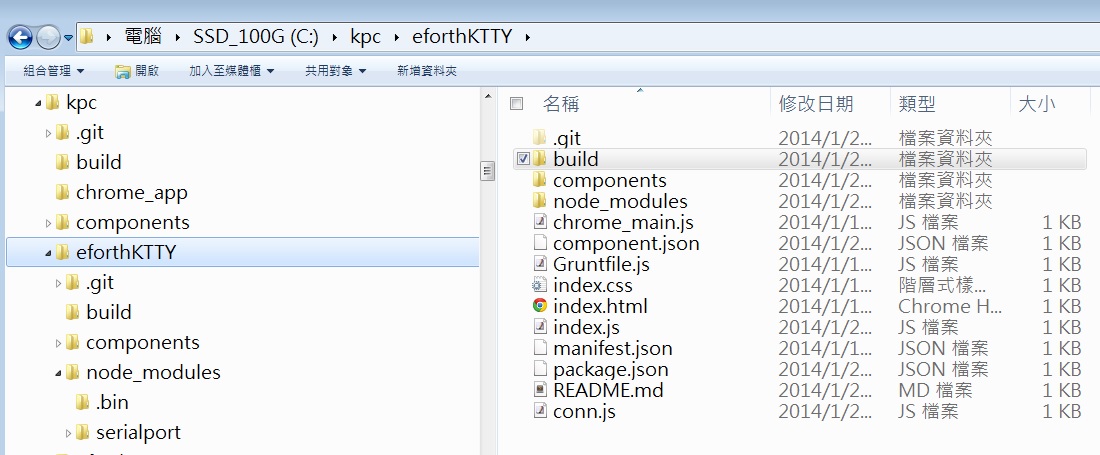 電腦 SSD_100G (C:) kpc eforthKTTY
組合管理 開啟 加入至媒體櫃 共用對象 新增資料夾
kpc
.git
build
chrome_app
components
eforthKTTY
.git
build
components
node_modules
.bin
serialport
名稱 修改日期 類型 大小
.git 2014/1/2... 檔案資料夾
build 2014/1/2... 檔案資料夾
components 2014/1/2... 檔案資料夾
node_modules 2014/1/2... 檔案資料夾
chrome_main.js 2014/1/1... JS 檔案 1 KB
component.json 2014/1/2... JSON 檔案 1 KB
Gruntfile.js 2014/1/1... JS 檔案 1 KB
index.css 2014/1/1... 階層式樣... 1 KB
index.html 2014/1/1... Chrome H... 1 KB
index.js 2014/1/1... JS 檔案 1 KB
manifest.json 2014/1/1... JSON 檔案 1 KB
package.json 2014/1/2... JSON 檔案 1 KB
README.md 2014/1/2... MD 檔案 1 KB
conn.js 2014/1/2... JS 檔案 1 KB